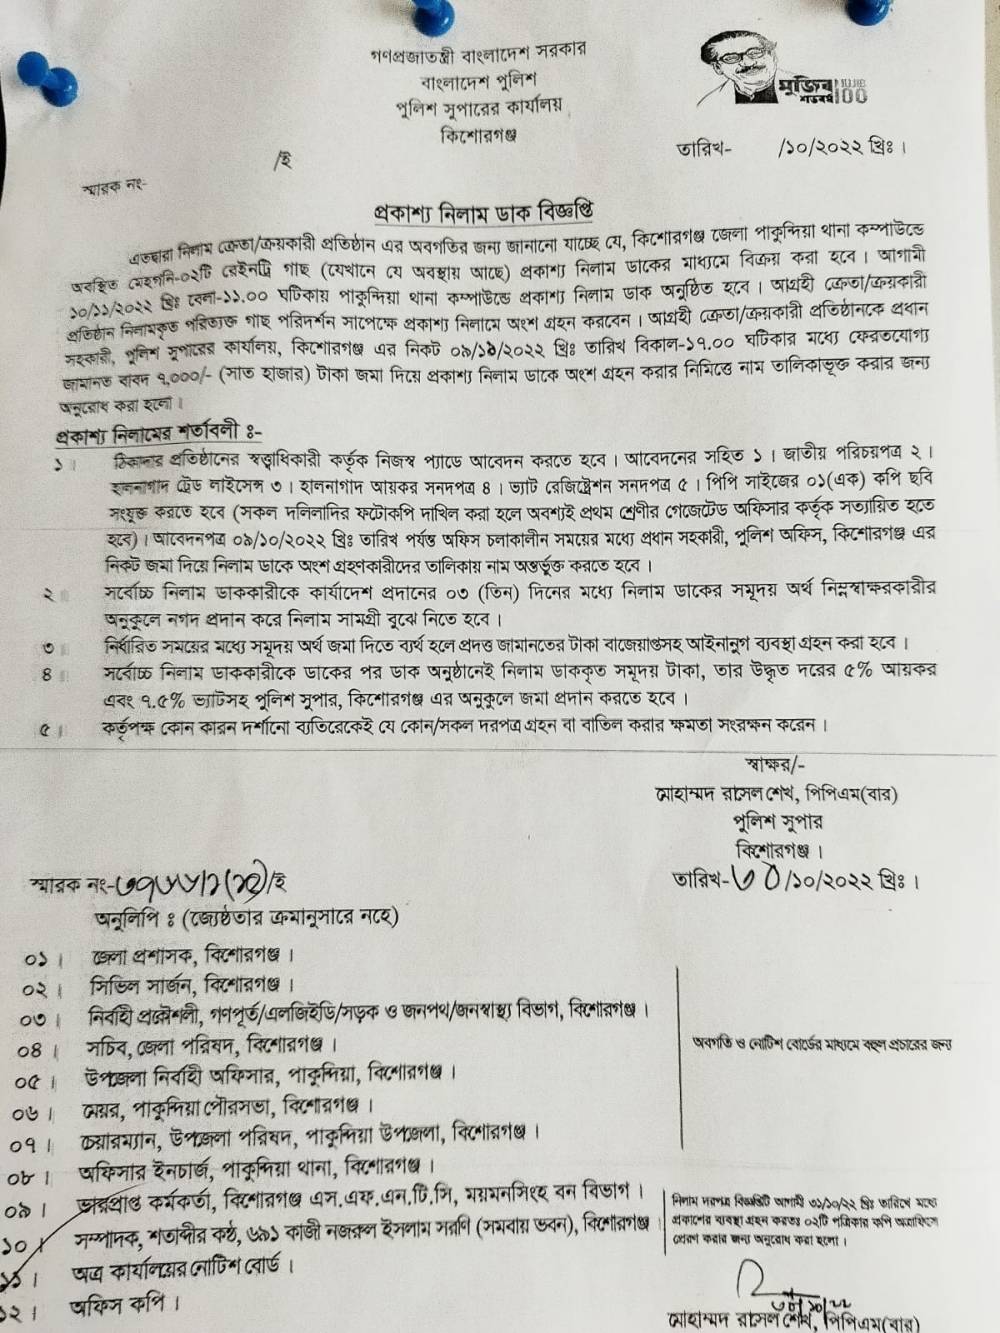 গণপ্রজাতন্ত্রী বাংলাদেশ সরকার
বাংলাদেশ পুলিশ
পুলিশ সুপারের কার্যালয়
কিশোরগঞ্জ
মুজিব 100
শতবর্ষ
স্মারক নং- /ই
তারিখ- /১০/২০২২ খ্রিঃ।
প্রকাশ্য নিলাম ডাক বিজ্ঞপ্তি
এতদ্বারা নিলাম ক্রেতা/ক্রয়কারী প্রতিষ্ঠান এর অবগতির জন্য জানানো যাচ্ছে যে, কিশোরগঞ্জ জেলা পাকুন্দিয়া থানা কম্পাউন্ডে
অবস্থিত মেহগনি-০২টি রেইনট্রি গাছ (যেখানে যে অবস্থায় আছে) প্রকাশ্য নিলাম ডাকের মাধ্যমে বিক্রয় করা হবে। আগামী
১০/১১/২০২২ খ্রিঃ বেলা-১১.০০ ঘটিকায় পাকুন্দিয়া থানা কম্পাউন্ডে প্রকাশ্য নিলাম ডাক অনুষ্ঠিত হবে। আগ্রহী ক্রেতা/ক্রয়কারী
প্রতিষ্ঠান নিলামকৃত পরিত্যক্ত গাছ পরিদর্শন সাপেক্ষে প্রকাশ্য নিলামে অংশ গ্রহন করবেন। আগ্রহী ক্রেতা/ক্রয়কারী প্রতিষ্ঠানকে প্রধান
সহকারী, পুলিশ সুপারের কার্যালয়, কিশোরগঞ্জ এর নিকট ০৯/১০/২০২২ খ্রিঃ তারিখ বিকাল-১৭.০০ ঘটিকার মধ্যে ফেরতযোগ্য
জামানত বাবদ ৭,০০০/- (সাত হাজার) টাকা জমা দিয়ে প্রকাশ্য নিলাম ডাকে অংশ গ্রহন করার নিমিত্তে নাম তালিকাভূক্ত করার জন্য
অনুরোধ করা হলো।
প্রকাশ্য নিলামের শর্তাবলী ঃ-
১। ঠিকানাঃ প্রতিষ্ঠানের স্বত্ত্বাধিকারী কর্তৃক নিজস্ব প্যাডে আবেদন করতে হবে। আবেদনের সহিত ১। জাতীয় পরিচয়পত্র ২।
হালনাগাদ ট্রেড লাইসেন্স ৩। হালনাগাদ আয়কর সনদপত্র ৪। ভ্যাট রেজিষ্ট্রেশন সনদপত্র ৫। পিপি সাইজের ০১(এক) কপি ছবি
সংযুক্ত করতে হবে (সকল দলিলাদির ফটোকপি দাখিল করা হলে অবশ্যই প্রথম শ্রেণীর গেজেটেড অফিসার কর্তৃক সত্যায়িত হতে
হবে)। আবেদনপত্র ০৯/১০/২০২২ খ্রিঃ তারিখ পর্যন্ত অফিস চলাকালীন সময়ের মধ্যে প্রধান সহকারী, পুলিশ অফিস, কিশোরগঞ্জ এর
নিকট জমা দিয়ে নিলাম ডাকে অংশ গ্রহণকারীদের তালিকায় নাম অন্তর্ভূক্ত করতে হবে।
২। সর্বোচ্চ নিলাম ডাককারীকে কার্যাদেশ প্রদানের ০৩ (তিন) দিনের মধ্যে নিলাম ডাকের সমূদয় অর্থ নিম্নস্বাক্ষরকারীর
অনুকূলে নগদ প্রদান করে নিলাম সামগ্রী বুঝে নিতে হবে।
৩। নির্ধারিত সময়ের মধ্যে সমূদয় অর্থ জমা দিতে ব্যর্থ হলে প্রদত্ত জামানতের টাকা বাজেয়াপ্তসহ আইনানুগ ব্যবস্থা গ্রহন করা হবে।
৪। সর্বোচ্চ নিলাম ডাককারীকে ডাকের পর ডাক অনুষ্ঠানেই নিলাম ডাককৃত সমূদয় টাকা, তার উদ্ধৃত দরের ৫% আয়কর
এবং ৭.৫% ভ্যাটসহ পুলিশ সুপার, কিশোরগঞ্জ এর অনুকূলে জমা প্রদান করতে হবে।
৫। কর্তৃপক্ষ কোন কারন দর্শানো ব্যতিরেকেই যে কোন/সকল দরপত্র গ্রহন বা বাতিল করার ক্ষমতা সংরক্ষন করেন।
স্বাক্ষর/-
মোহাম্মদ রাসেল শেখ, পিপিএম(বার)
পুলিশ সুপার
কিশোরগঞ্জ।
স্মারক নং- /ই
তারিখ-৩০/১০/২০২২ খ্রিঃ।
অনুলিপি ঃ (জ্যেষ্ঠতার ক্রমানুসারে নহে)
০১। জেলা প্রশাসক, কিশোরগঞ্জ।
০২। সিভিল সার্জন, কিশোরগঞ্জ।
০৩। নির্বাহী প্রকৌশলী, গণপূর্ত/এলজিইডি/সড়ক ও জনপথ/জনস্বাস্থ্য বিভাগ, কিশোরগঞ্জ।
০৪। সচিব, জেলা পরিষদ, কিশোরগঞ্জ।
০৫। উপজেলা নির্বাহী অফিসার, পাকুন্দিয়া, কিশোরগঞ্জ।
০৬। মেয়র, পাকুন্দিয়া পৌরসভা, কিশোরগঞ্জ।
০৭। চেয়ারম্যান, উপজেলা পরিষদ, পাকুন্দিয়া উপজেলা, কিশোরগঞ্জ।
০৮। অফিসার ইনচার্জ, পাকুন্দিয়া থানা, কিশোরগঞ্জ।
০৯। ভারপ্রাপ্ত কর্মকর্তা, কিশোরগঞ্জ এস.এফ.এন.টি.সি, ময়মনসিংহ বন বিভাগ।
১০। সম্পাদক, শতাব্দীর কন্ঠ, ৬৯১ কাজী নজরুল ইসলাম সরণি (সমবায় ভবন), কিশোরগঞ্জ
১১। অত্র কার্যালয়ের নোটিশ বোর্ড।
১২। অফিস কপি।
অবগতি ও নোটিশ বোর্ডের মাধ্যমে বহুল প্রচারের জন্য
নিলাম দরপত্র বিজ্ঞপ্তিটি আগামী ০১/১০/২২ খ্রিঃ তারিখে মধ্যে
প্রকাশের ব্যবস্থা গ্রহন করতঃ ০২টি পত্রিকার কপি অত্রাফিসে
প্রেরণ করার জন্য অনুরোধ করা হলো।
মোহাম্মদ রাসেল শেখ, পিপিএম(বার)